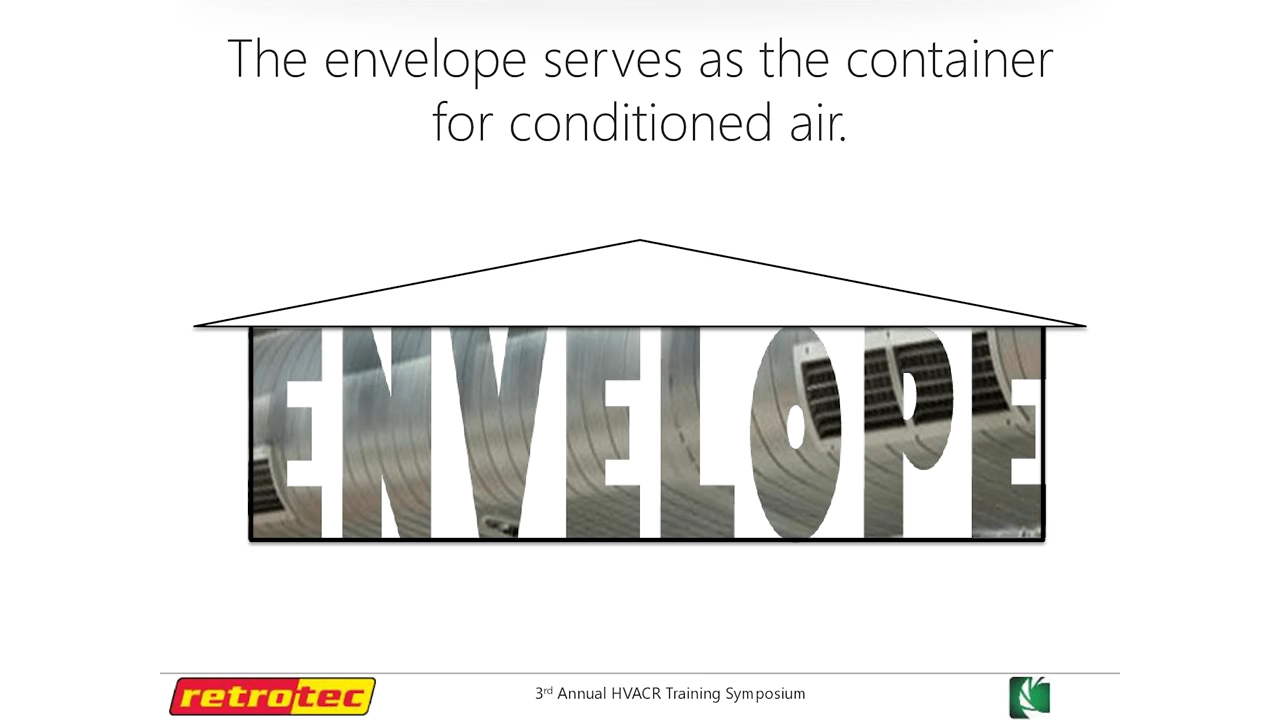 The envelope serves as the container
for conditioned air.
ENVELOPE
retrotec
3rd Annual HVACR Training Symposium